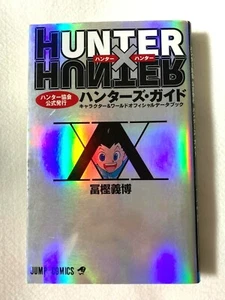 HUNTER
ハンター×ハンター
HUNTER
ハンター協会
公式発行
ハンターズ・ガイド
キャラクター&ワールドオフィシャルデータブック
冨樫義博
JUMP COMICS